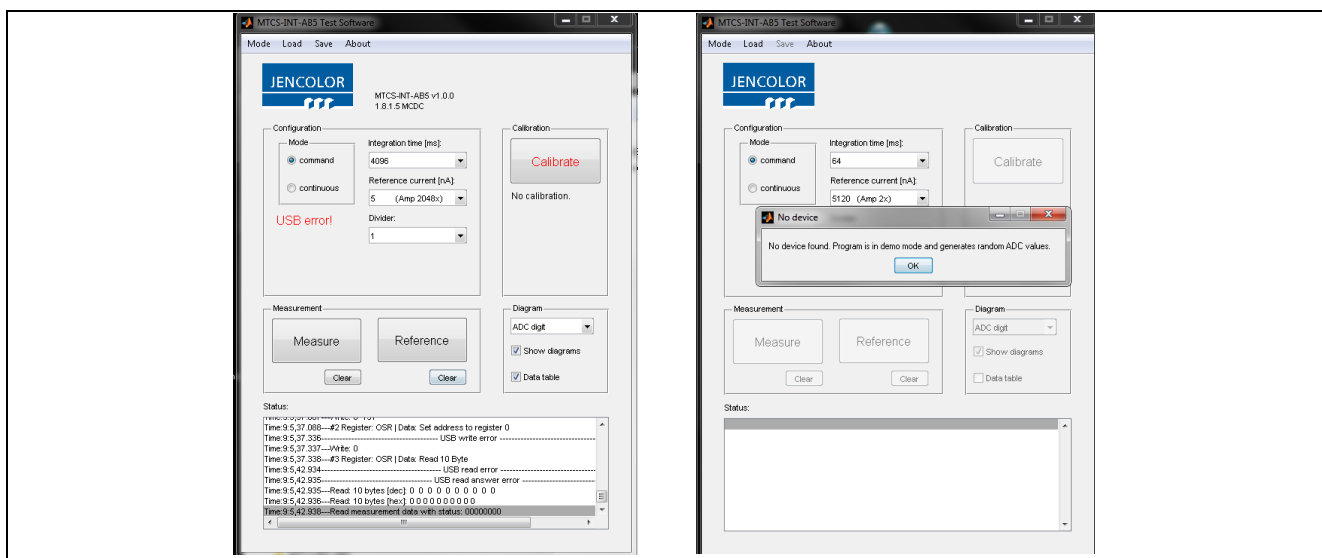 MTCS-INT-AB5 Test Software
Mode Load Save About
JENCOLOR
MTCS-INT-AB5 v1.0.0
1.8.1.5 MCDC
Configuration
Mode
command
continuous
USB error!
Integration time [ms]:
4096
Reference current [nA]:
5 (Amp 2048x)
Divider:
1
Calibration
Calibrate
No calibration.
Measurement
Measure
Reference
Clear
Clear
Diagram
ADC digit
Show diagrams
Data table
Status:
Time:9:5,37.088---#2 Register: OSR | Data: Set address to register 0
Time:9:5,37.336---------------------------------------- USB write error ----------------------------------
Time:9:5,37.337---Write: 0
Time:9:5,37.338---#3 Register: OSR | Data: Read 10 Byte
Time:9:5,42.934---------------------------------------- USB read error ----------------------------------
Time:9:5,42.935---------------------------------------- USB read answer error --------------------------
Time:9:5,42.935---Read: 10 bytes [dec]: 0 0 0 0 0 0 0 0 0 0
Time:9:5,42.936---Read: 10 bytes [hex]: 0 0 0 0 0 0 0 0 0 0
Time:9:5,42.938---Read measurement data with status: 00000000
MTCS-INT-AB5 Test Software
Mode Load Save About
JENCOLOR
Configuration
Mode
command
continuous
Integration time [ms]:
64
Reference current [nA]:
5120 (Amp 2x)
Calibration
Calibrate
No device
No device found. Program is in demo mode and generates random ADC values.
OK
Measurement
Measure
Reference
Clear
Clear
Diagram
ADC digit
Show diagrams
Data table
Status: